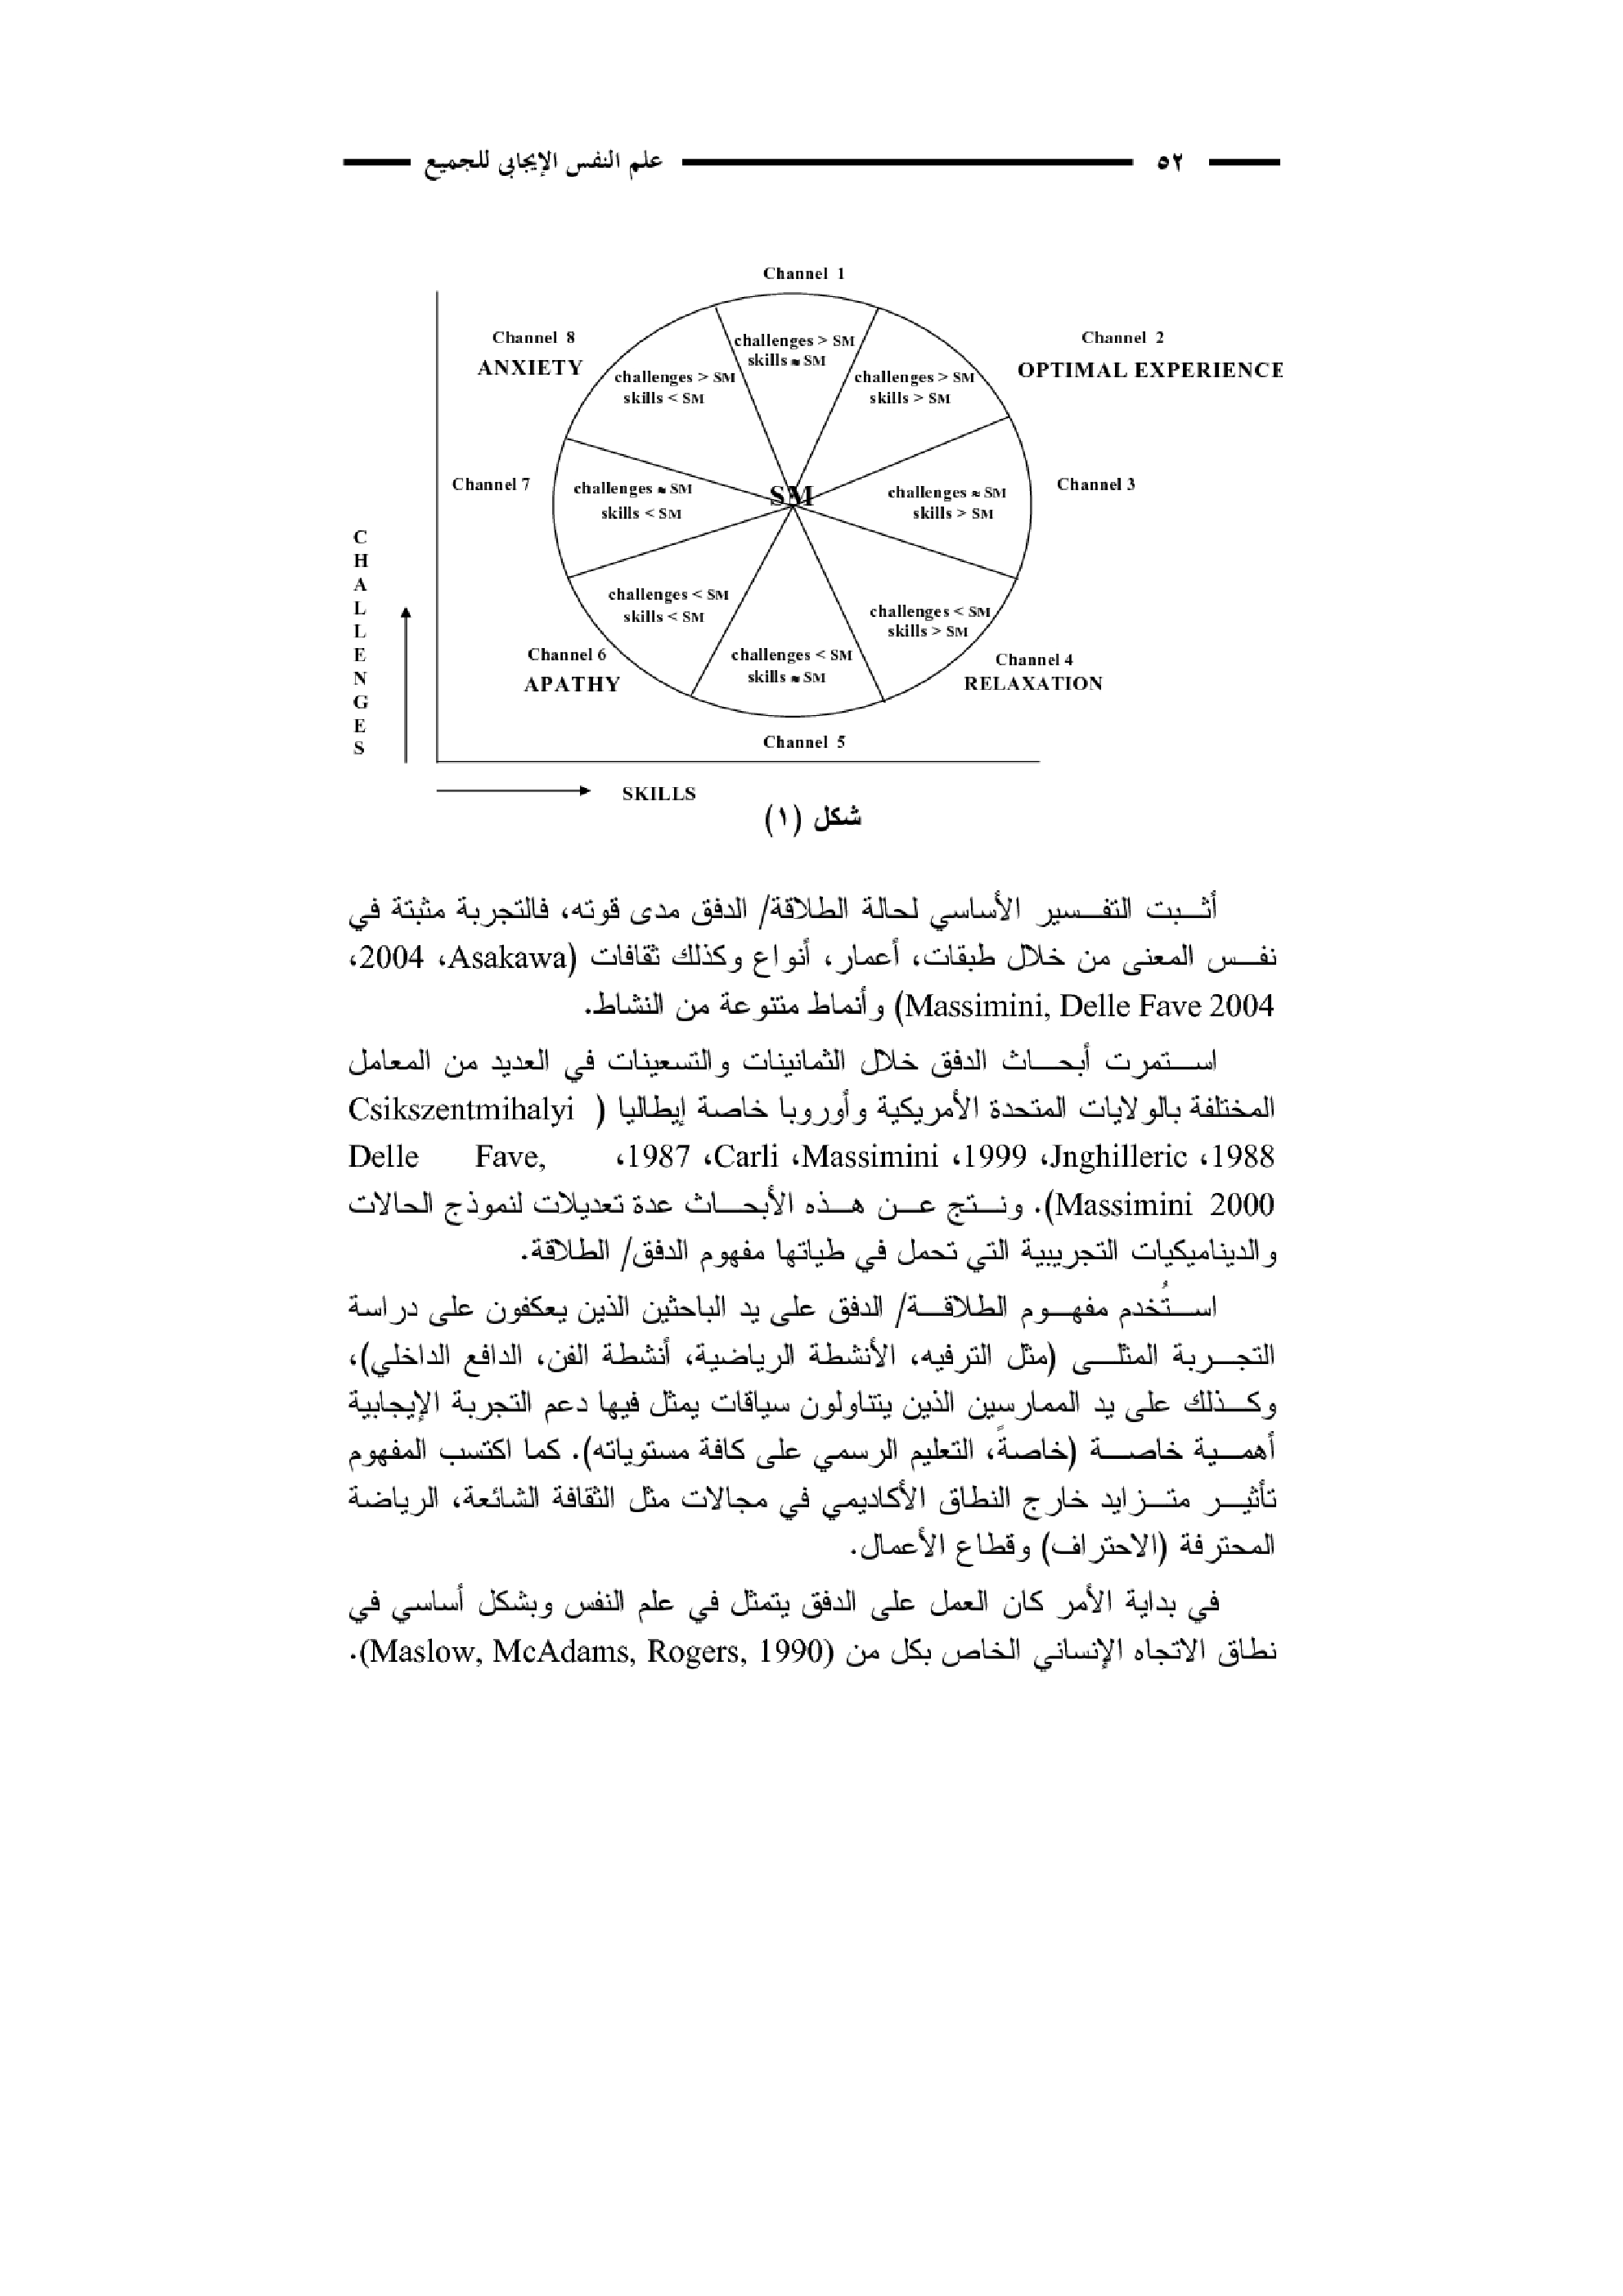 ٥٢ علم النفس الإيجابي للجميع
Channel 1
Channel 8
ANXIETY
Channel 2
OPTIMAL EXPERIENCE
challenges > SM
skills ≈ SM
challenges > SM
skills < SM
challenges > SM
skills > SM
Channel 7
challenges ≈ SM
skills < SM
SM
challenges ≈ SM
skills > SM
Channel 3
CHALLENGES
challenges < SM
skills < SM
challenges < SM
skills > SM
Channel 6
APATHY
challenges < SM
skills ≈ SM
Channel 4
RELAXATION
Channel 5
SKILLS
شكل (١)
أثبت التفسير الأساسي لحالة الطلاقة/ الدفق مدى قوته، فالتجربة مثبتة في
نفس المعنى من خلال طبقات، أعمار، أنواع وكذلك ثقافات (Asakawa، 2004،
Massimini, Delle Fave 2004) وأنماط متنوعة من النشاط.
استمرت أبحاث الدفق خلال الثمانينات والتسعينات في العديد من المعامل
المختلفة بالولايات المتحدة الأمريكية وأوروبا خاصة إيطاليا ( Csikszentmihalyi
1988، Jnghilleric، 1999، Massimini، Carli، 1987، Delle Fave,
Massimini 2000). ونتج عن هذه الأبحاث عدة تعديلات لنموذج الحالات
والديناميكيات التجريبية التي تحمل في طياتها مفهوم الدفق/ الطلاقة.
استُخدم مفهوم الطلاقة/ الدفق على يد الباحثين الذين يعكفون على دراسة
التجربة المثلى (مثل الترفيه، الأنشطة الرياضية، أنشطة الفن، الدافع الداخلي)،
وكذلك على يد الممارسين الذين يتناولون سياقات يمثل فيها دعم التجربة الإيجابية
أهمية خاصة (خاصةً، التعليم الرسمي على كافة مستوياته). كما اكتسب المفهوم
تأثير متزايد خارج النطاق الأكاديمي في مجالات مثل الثقافة الشائعة، الرياضة
المحترفة (الاحتراف) وقطاع الأعمال.
في بداية الأمر كان العمل على الدفق يتمثل في علم النفس وبشكل أساسي في
نطاق الاتجاه الإنساني الخاص بكل من (Maslow, McAdams, Rogers, 1990).